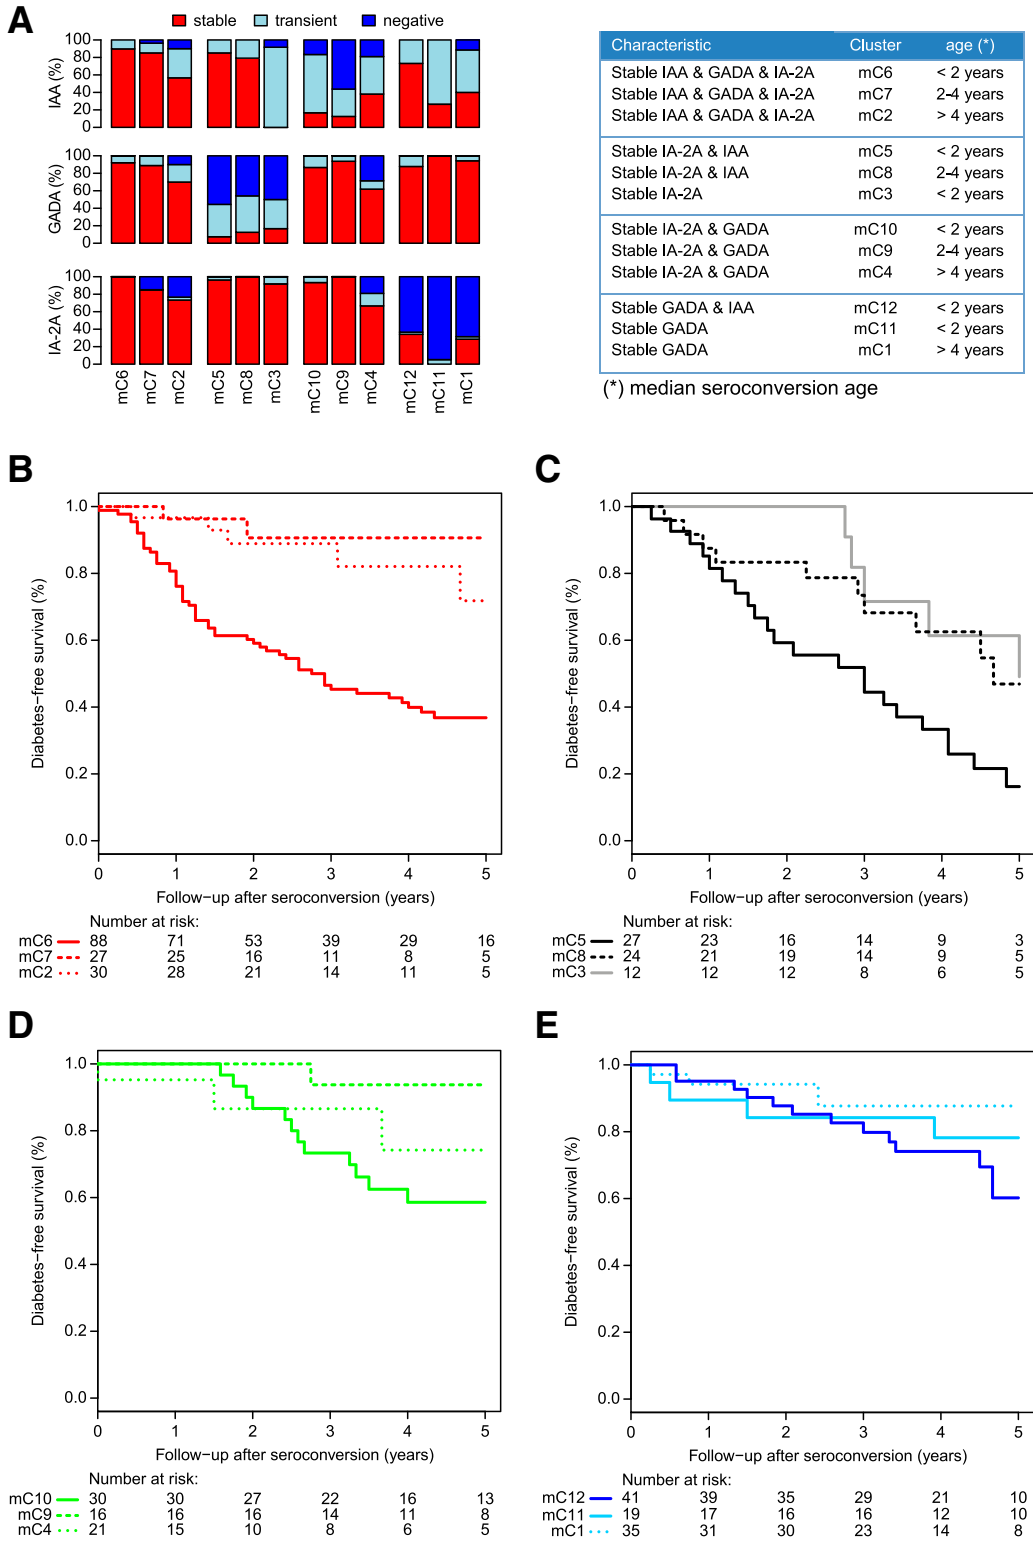 A
stable transient negative
IAA (%)
100
80
60
40
20
0
GADA (%)
100
80
60
40
20
0
IA-2A (%)
100
80
60
40
20
0
mC6 mC7 mC2 mC5 mC8 mC3 mC10 mC9 mC4 mC12 mC11 mC1
Characteristic Cluster age (*)
Stable IAA & GADA & IA-2A mC6 < 2 years
Stable IAA & GADA & IA-2A mC7 2-4 years
Stable IAA & GADA & IA-2A mC2 > 4 years
Stable IA-2A & IAA mC5 < 2 years
Stable IA-2A & IAA mC8 2-4 years
Stable IA-2A mC3 < 2 years
Stable IA-2A & GADA mC10 < 2 years
Stable IA-2A & GADA mC9 2-4 years
Stable IA-2A & GADA mC4 > 4 years
Stable GADA & IAA mC12 < 2 years
Stable GADA mC11 < 2 years
Stable GADA mC1 > 4 years
(*) median seroconversion age
B
Diabetes−free survival (%)
1.0
0.8
0.6
0.4
0.2
0.0
0 1 2 3 4 5
Follow−up after seroconversion (years)
Number at risk:
mC6 88 71 53 39 29 16
mC7 27 25 16 11 8 5
mC2 30 28 21 14 11 5
C
Diabetes−free survival (%)
1.0
0.8
0.6
0.4
0.2
0.0
0 1 2 3 4 5
Follow−up after seroconversion (years)
Number at risk:
mC5 27 23 16 14 9 3
mC8 24 21 19 14 9 5
mC3 12 12 12 8 6 5
D
Diabetes−free survival (%)
1.0
0.8
0.6
0.4
0.2
0.0
0 1 2 3 4 5
Follow−up after seroconversion (years)
Number at risk:
mC10 30 30 27 22 16 13
mC9 16 16 16 14 11 8
mC4 21 15 10 8 6 5
E
Diabetes−free survival (%)
1.0
0.8
0.6
0.4
0.2
0.0
0 1 2 3 4 5
Follow−up after seroconversion (years)
Number at risk:
mC12 41 39 35 29 21 10
mC11 19 17 16 16 12 10
mC1 35 31 30 23 14 8